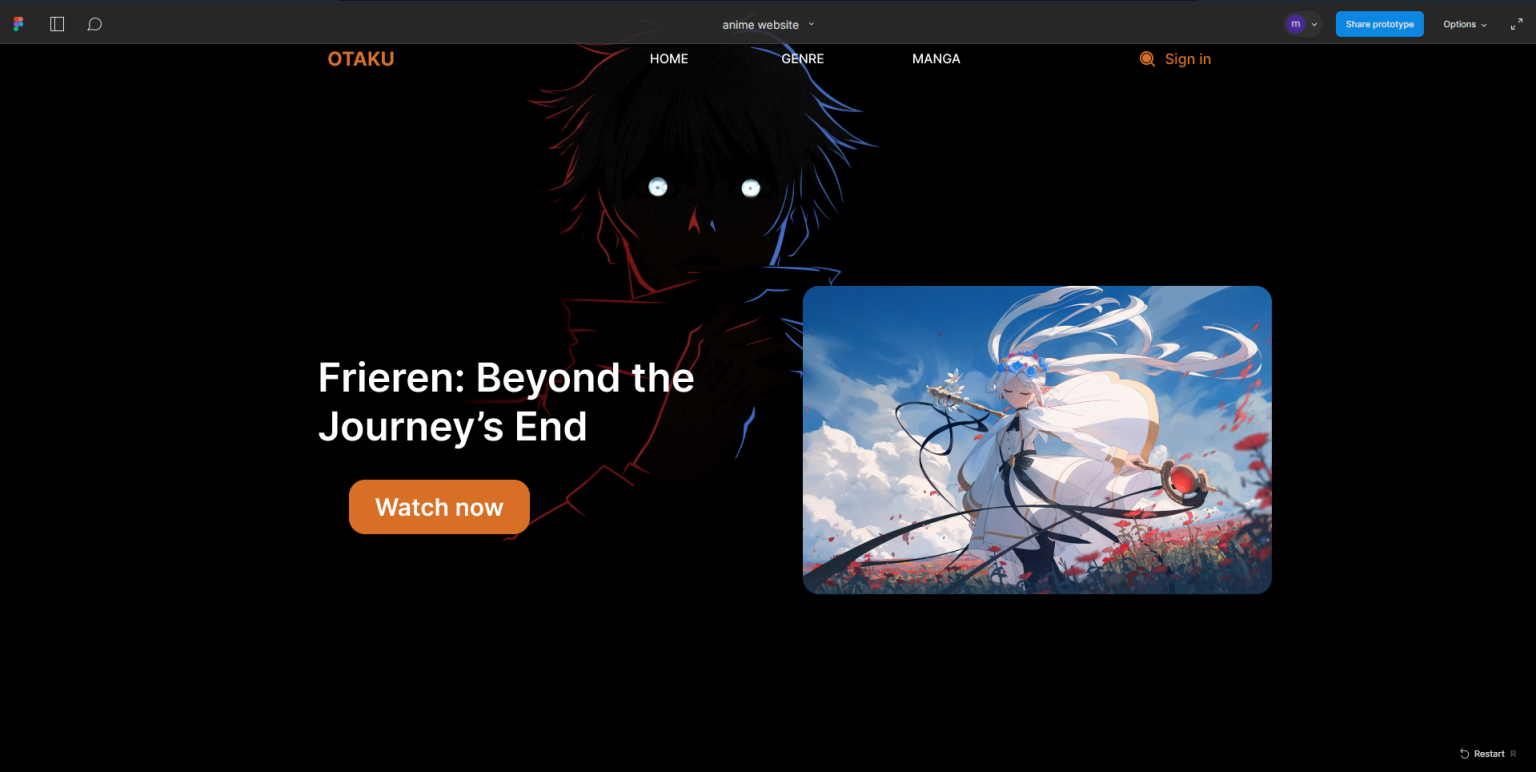 anime website
m
Share prototype
Options
OTAKU
HOME
GENRE
MANGA
Sign in
Frieren: Beyond the
Journey’s End
Watch now
Restart R